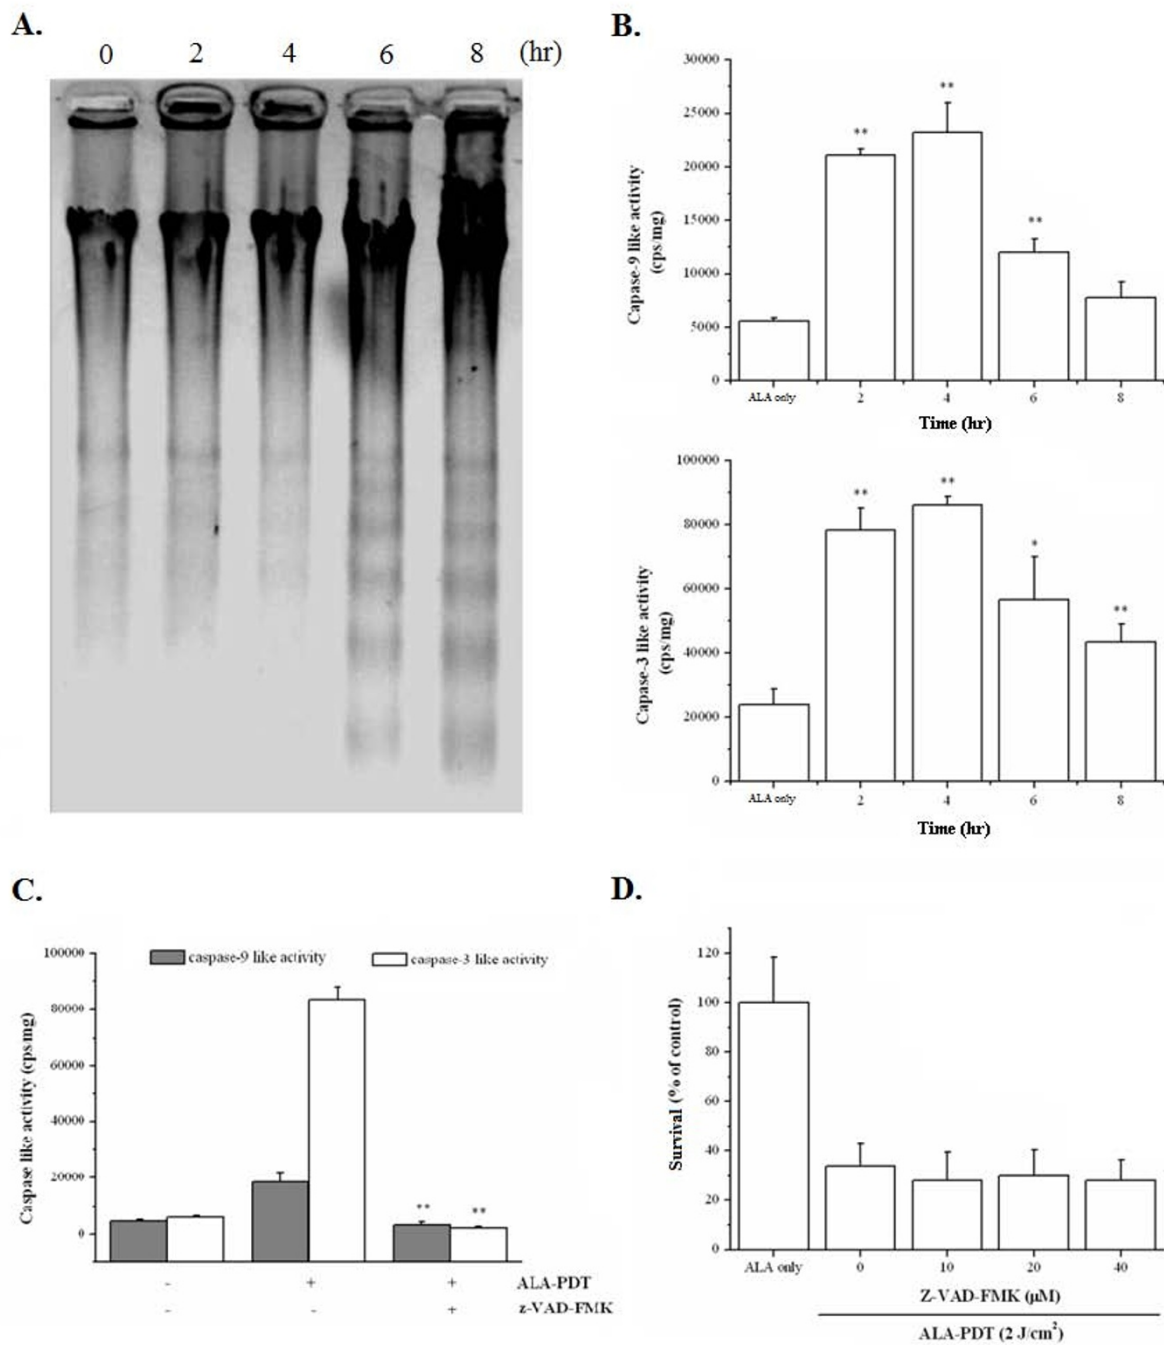 A.
0 2 4 6 8 (hr)
B.
30000
25000
20000
15000
10000
5000
0
Capase-9 like activity
(cps/mg)
** ** **
ALA only 2 4 6 8
Time (hr)
100000
80000
60000
40000
20000
0
Capase-3 like activity
(cps/mg)
** ** * **
ALA only 2 4 6 8
Time (hr)
C.
100000
80000
60000
40000
20000
0
Caspase like activity (cps/mg)
caspase-9 like activity caspase-3 like activity
** **
- + + ALA-PDT
- - + z-VAD-FMK
D.
120
100
80
60
40
20
0
Survival (% of control)
ALA only 0 10 20 40
Z-VAD-FMK (µM)
ALA-PDT (2 J/cm²)